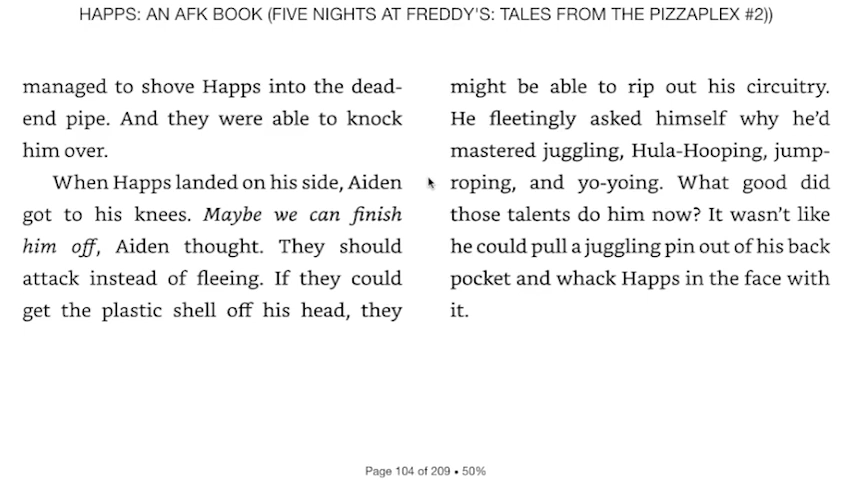 HAPPS: AN AFK BOOK (FIVE NIGHTS AT FREDDY'S: TALES FROM THE PIZZAPLEX #2))
managed to shove Happs into the dead-
end pipe. And they were able to knock
him over.
When Happs landed on his side, Aiden
got to his knees. Maybe we can finish
him off, Aiden thought. They should
attack instead of fleeing. If they could
get the plastic shell off his head, they
might be able to rip out his circuitry.
He fleetingly asked himself why he'd
mastered juggling, Hula-Hooping, jump-
roping, and yo-yoing. What good did
those talents do him now? It wasn't like
he could pull a juggling pin out of his back
pocket and whack Happs in the face with
it.
Page 104 of 209 • 50%